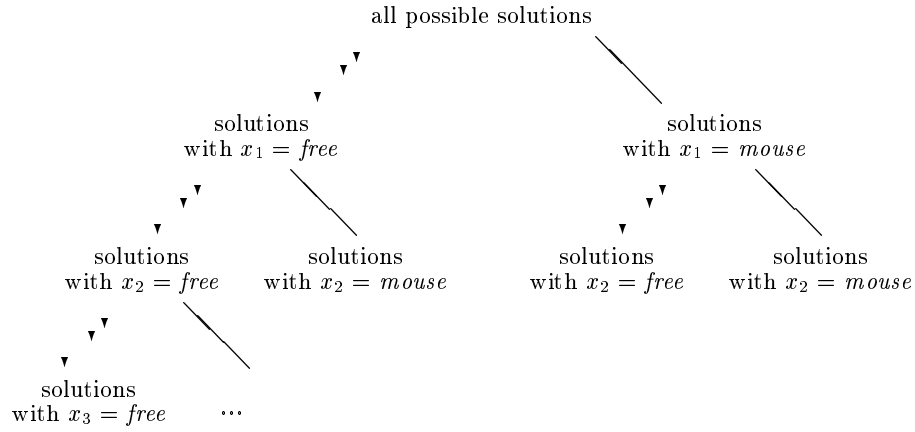 all possible solutions
solutions
with x₁ = free
solutions
with x₁ = mouse
solutions
with x₂ = free
solutions
with x₂ = mouse
solutions
with x₂ = free
solutions
with x₂ = mouse
solutions
with x₃ = free
...